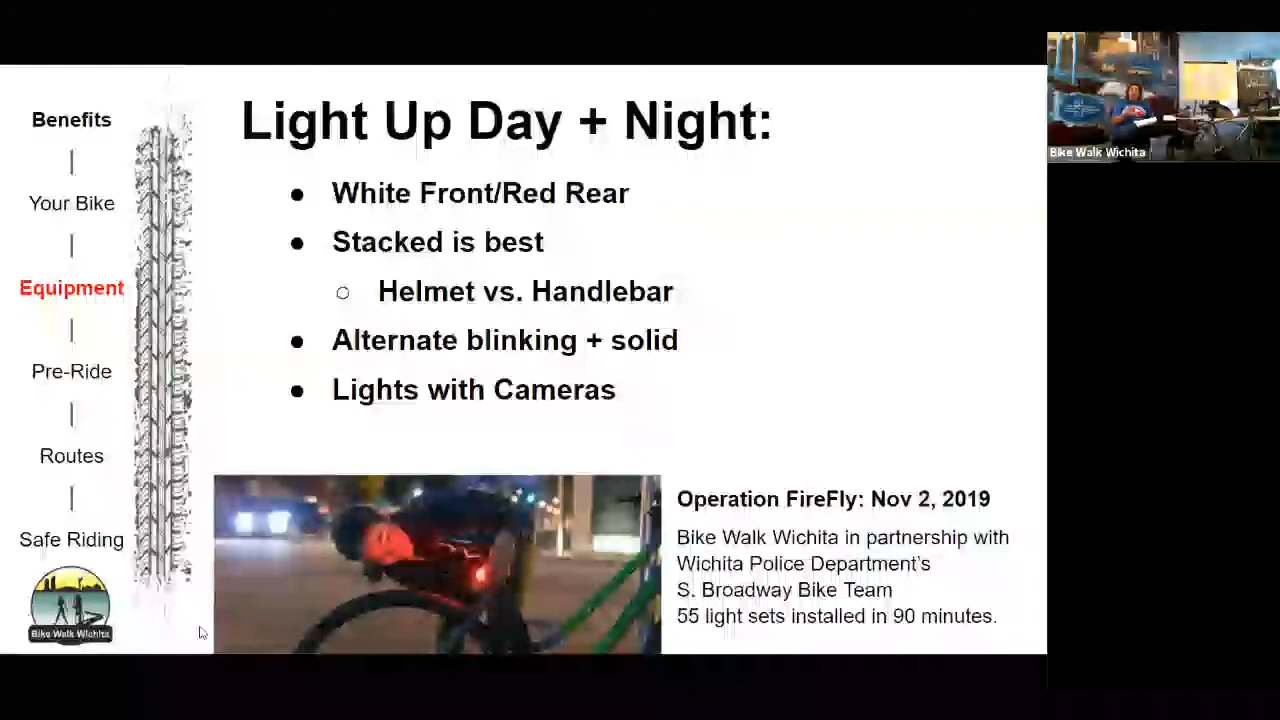 Benefits
Your Bike
Equipment
Pre-Ride
Routes
Safe Riding
Bike Walk Wichita
Light Up Day + Night:
White Front/Red Rear
Stacked is best
Helmet vs. Handlebar
Alternate blinking + solid
Lights with Cameras
Operation FireFly: Nov 2, 2019
Bike Walk Wichita in partnership with
Wichita Police Department's
S. Broadway Bike Team
55 light sets installed in 90 minutes.
Bike Walk Wichita